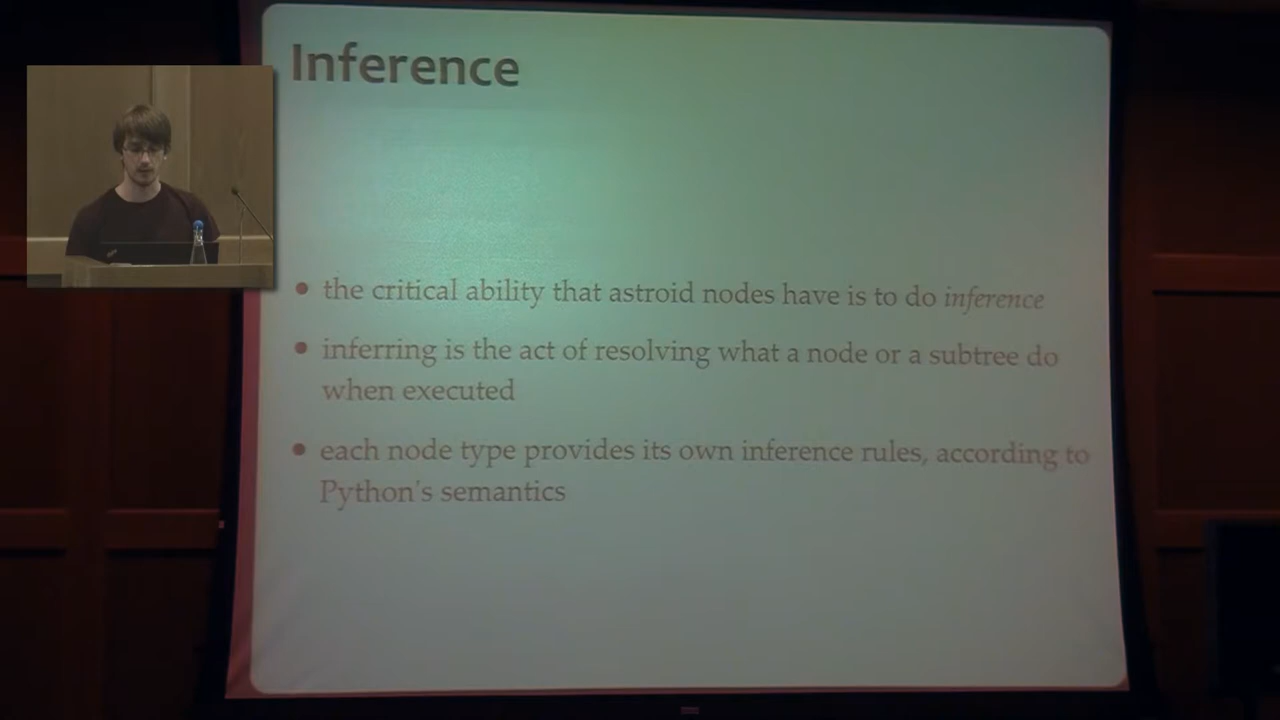 Inference
• the critical ability that astroid nodes have is to do inference
• inferring is the act of resolving what a node or a subtree do
when executed
• each node type provides its own inference rules, according to
Python's semantics